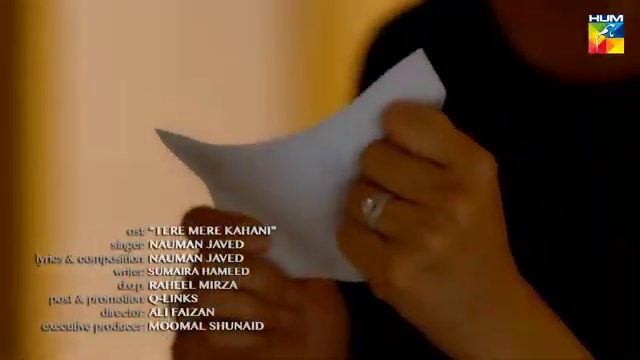 HUM
ہم
ost "TERE MERE KAHANI"
singer NAUMAN JAVED
lyrics & composition NAUMAN JAVED
writer SUMAIRA HAMEED
d.o.p RAHEEL MIRZA
post & promotion Q-LINKS
director ALI FAIZAN
executive producer MOOMAL SHUNAID